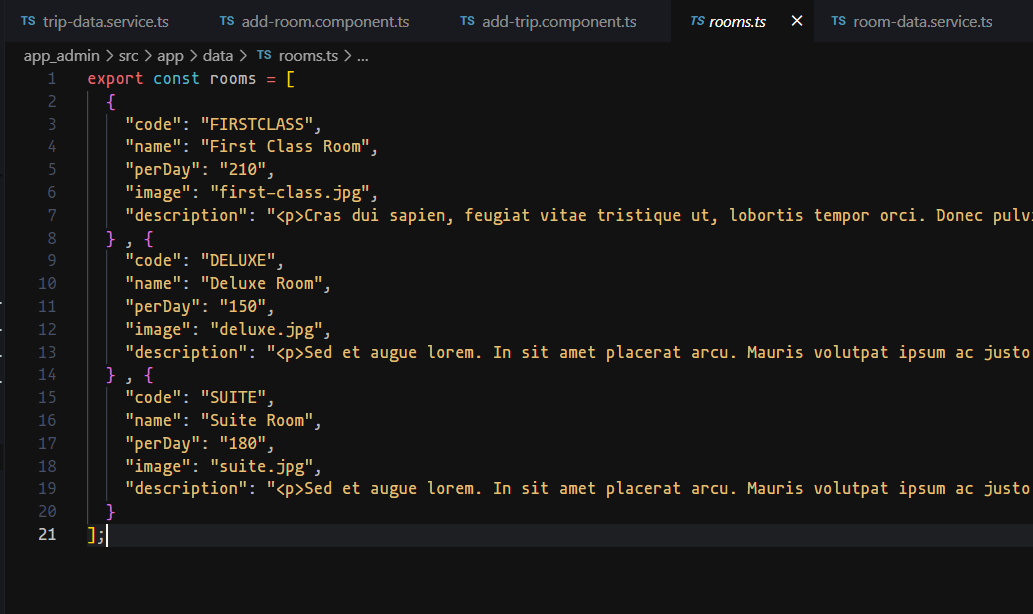 TS trip-data.service.ts TS add-room.component.ts TS add-trip.component.ts TS rooms.ts × TS room-data.service.ts
app_admin > src > app > data > TS rooms.ts > ...
1 export const rooms = [
2 {
3 "code": "FIRSTCLASS",
4 "name": "First Class Room",
5 "perDay": "210",
6 "image": "first-class.jpg",
7 "description": "<p>Cras dui sapien, feugiat vitae tristique ut, lobortis tempor orci. Donec pulvi
8 } , {
9 "code": "DELUXE",
10 "name": "Deluxe Room",
11 "perDay": "150",
12 "image": "deluxe.jpg",
13 "description": "<p>Sed et augue lorem. In sit amet placerat arcu. Mauris volutpat ipsum ac justo
14 } , {
15 "code": "SUITE",
16 "name": "Suite Room",
17 "perDay": "180",
18 "image": "suite.jpg",
19 "description": "<p>Sed et augue lorem. In sit amet placerat arcu. Mauris volutpat ipsum ac justo
20 }
21 ];